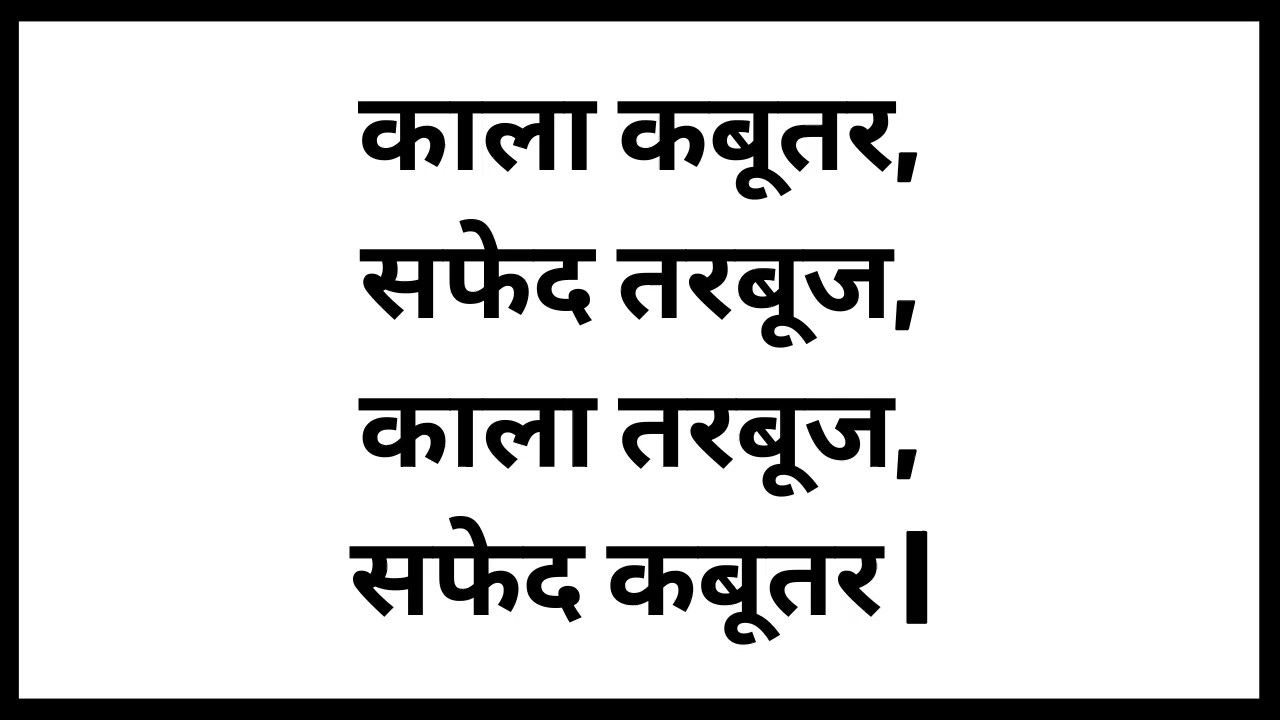 काला कबूतर,
सफेद तरबूज,
काला तरबूज,
सफेद कबूतर।